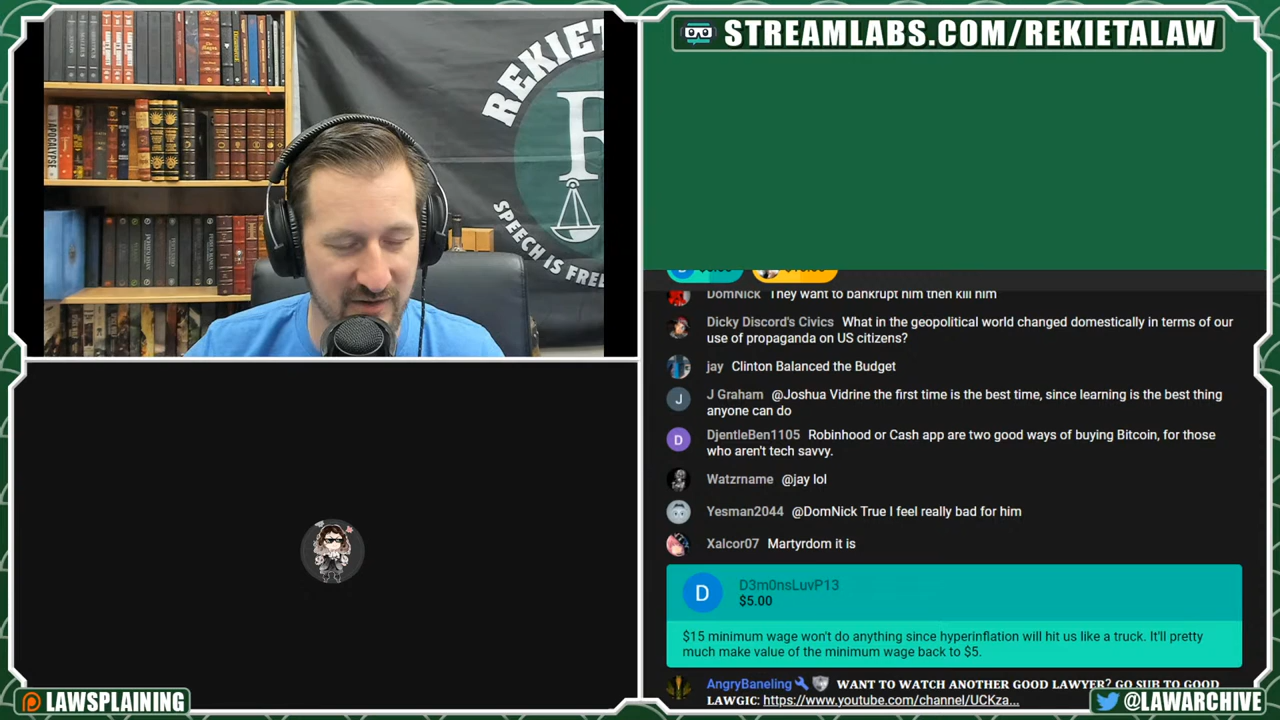 STREAMLABS.COM/REKIETALAW
REKIET
R
SPEECH IS FREE
APOCALYPSE
DomNick They want to bankrupt him then kill him
Dicky Discord's Civics What in the geopolitical world changed domestically in terms of our
use of propaganda on US citizens?
jay Clinton Balanced the Budget
J
J Graham @Joshua Vidrine the first time is the best time, since learning is the best thing
anyone can do
D
DjentleBen1105 Robinhood or Cash app are two good ways of buying Bitcoin, for those
who aren't tech savvy.
Watzrname @jay lol
Yesman2044 @DomNick True I feel really bad for him
Xalcor07 Martyrdom it is
D
D3m0nsLuvP13
$5.00
$15 minimum wage won't do anything since hyperinflation will hit us like a truck. It'll pretty
much make value of the minimum wage back to $5.
AngryBaneling WANT TO WATCH ANOTHER GOOD LAWYER? GO SUB TO GOOD
LAWGIC: https://www.youtube.com/channel/UCKza...
LAWSPLAINING
@LAWARCHIVE